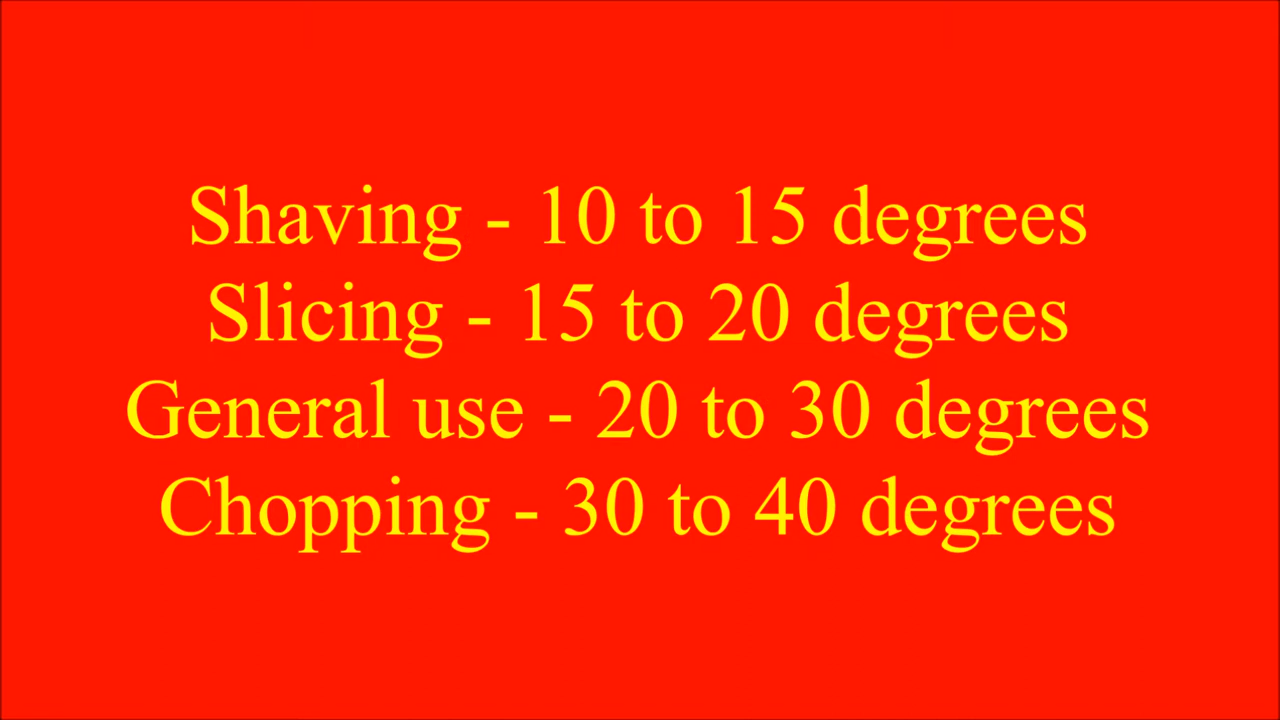 Shaving - 10 to 15 degrees
Slicing - 15 to 20 degrees
General use - 20 to 30 degrees
Chopping - 30 to 40 degrees